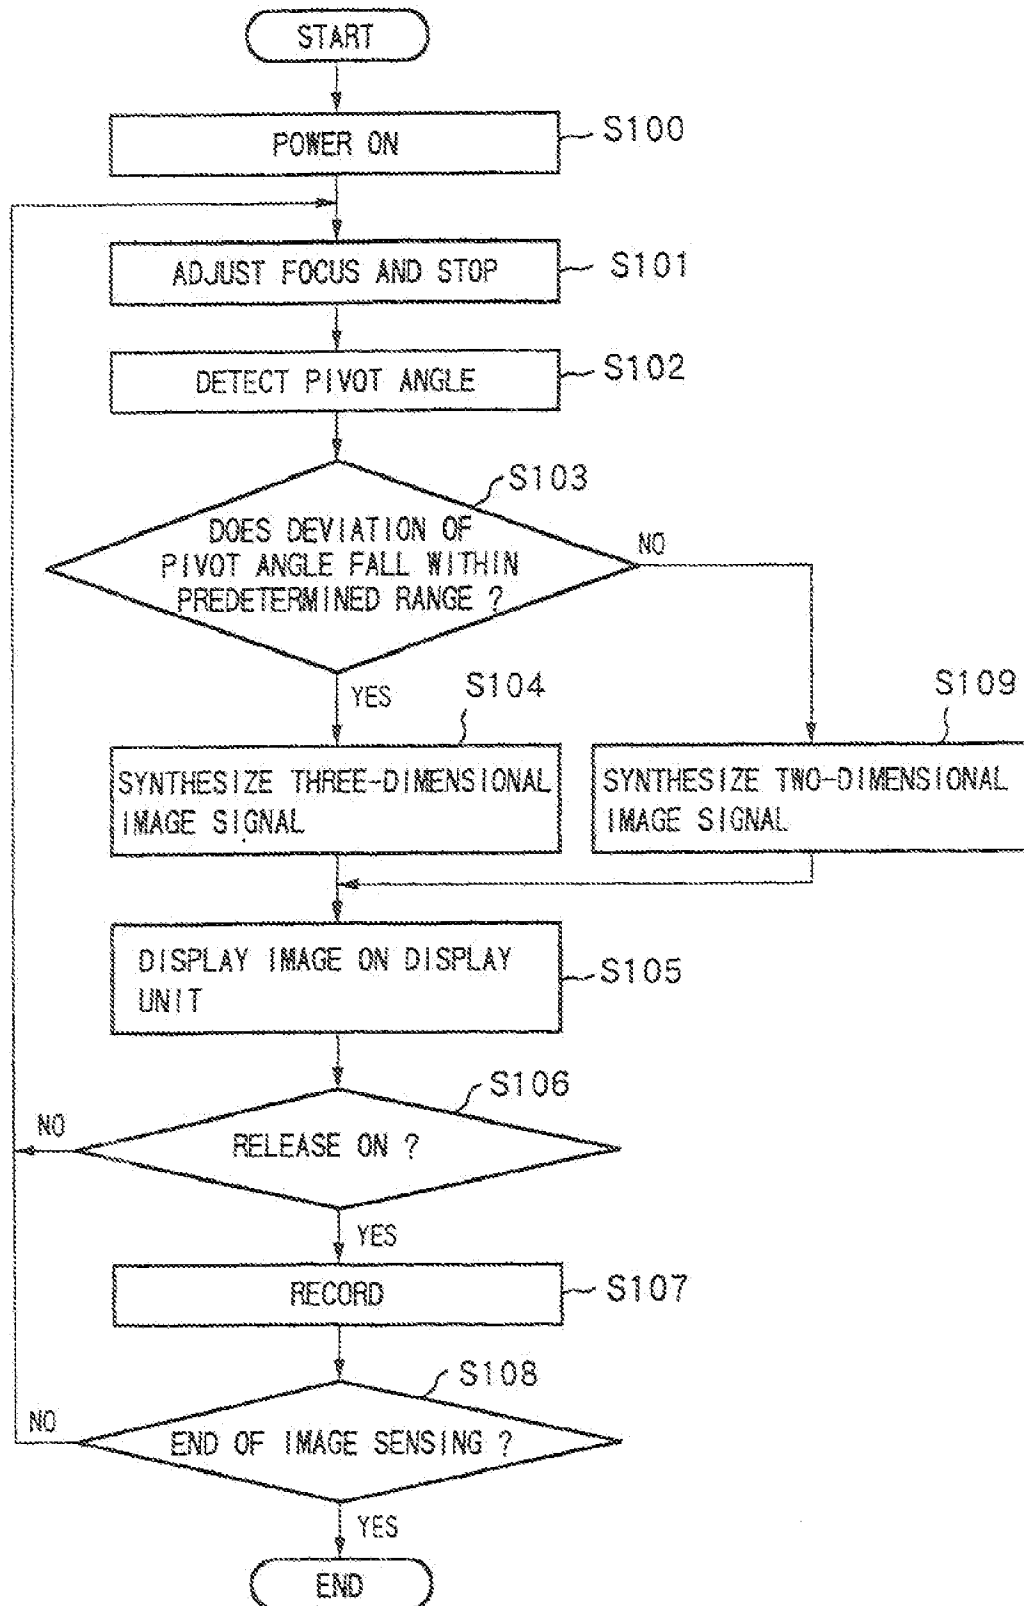 START
POWER ON
S100
ADJUST FOCUS AND STOP
S101
DETECT PIVOT ANGLE
S102
S103
DOES DEVIATION OF
PIVOT ANGLE FALL WITHIN
PREDETERMINED RANGE ?
NO
YES
S104
S109
SYNTHESIZE THREE-DIMENSIONAL
IMAGE SIGNAL
SYNTHESIZE TWO-DIMENSIONAL
IMAGE SIGNAL
DISPLAY IMAGE ON DISPLAY
UNIT
S105
S106
NO
RELEASE ON ?
YES
RECORD
S107
S108
NO
END OF IMAGE SENSING ?
YES
END